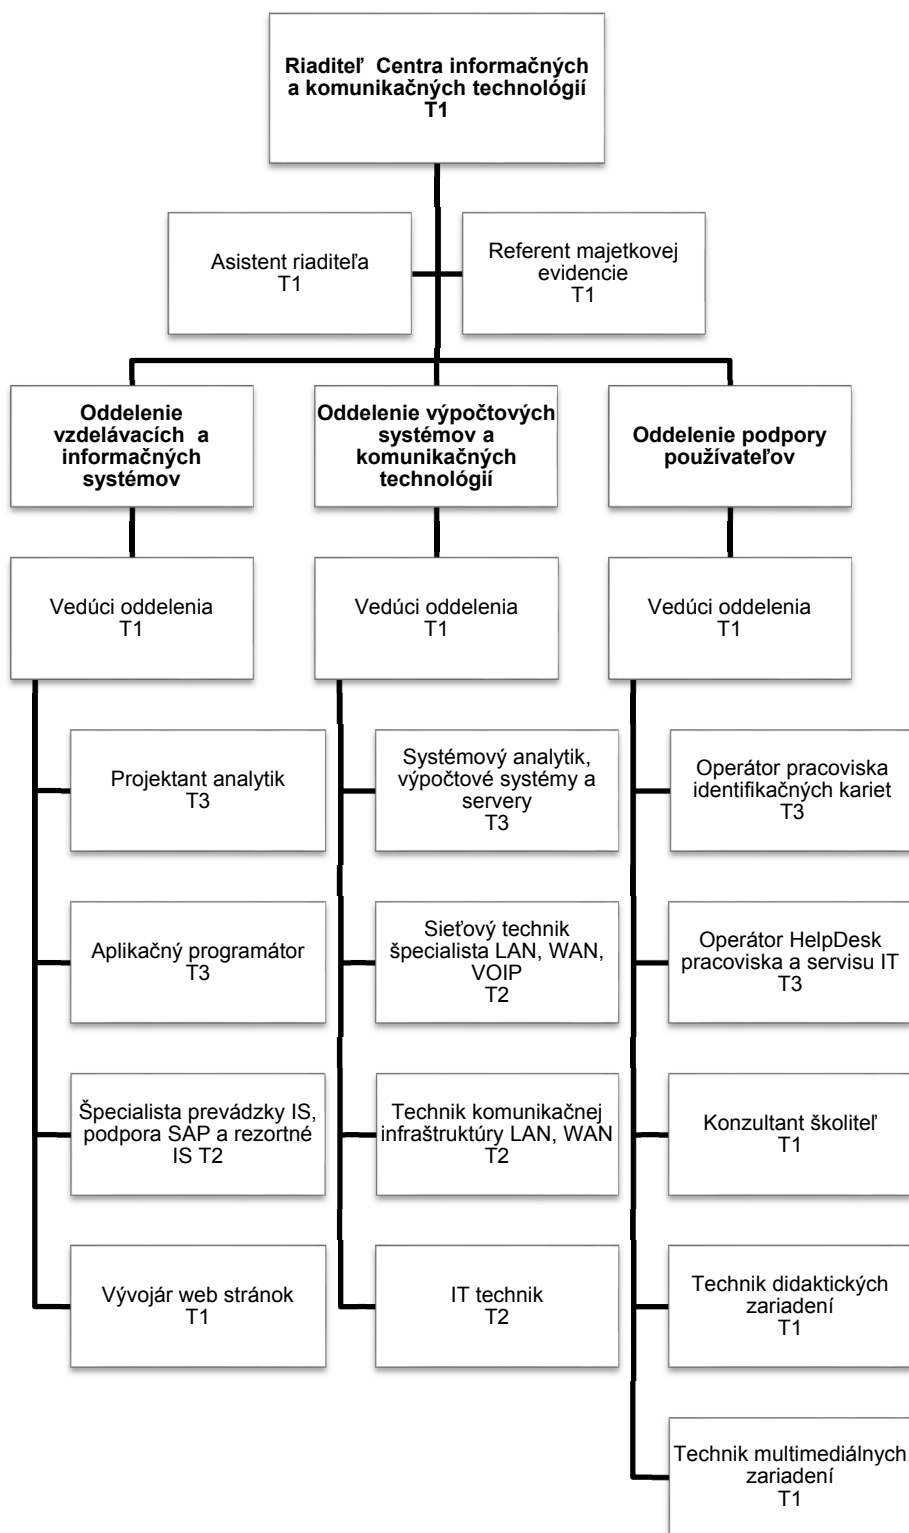 Riaditeľ Centra informačných
a komunikačných technológií
T1
Asistent riaditeľa
T1
Referent majetkovej
evidencie
T1
Oddelenie
vzdelávacích a
informačných
systémov
Oddelenie výpočtových
systémov a
komunikačných
technológií
Oddelenie podpory
používateľov
Vedúci oddelenia
T1
Vedúci oddelenia
T1
Vedúci oddelenia
T1
Projektant analytik
T3
Systémový analytik,
výpočtové systémy a
servery
T3
Operátor pracoviska
identifikačných kariet
T3
Aplikačný programátor
T3
Sieťový technik
špecialista LAN, WAN,
VOIP
T2
Operátor HelpDesk
pracoviska a servisu IT
T3
Špecialista prevádzky IS,
podpora SAP a rezortné
IS T2
Technik komunikačnej
infraštruktúry LAN, WAN
T2
Konzultant školiteľ
T1
Vývojár web stránok
T1
IT technik
T2
Technik didaktických
zariadení
T1
Technik multimediálnych
zariadení
T1